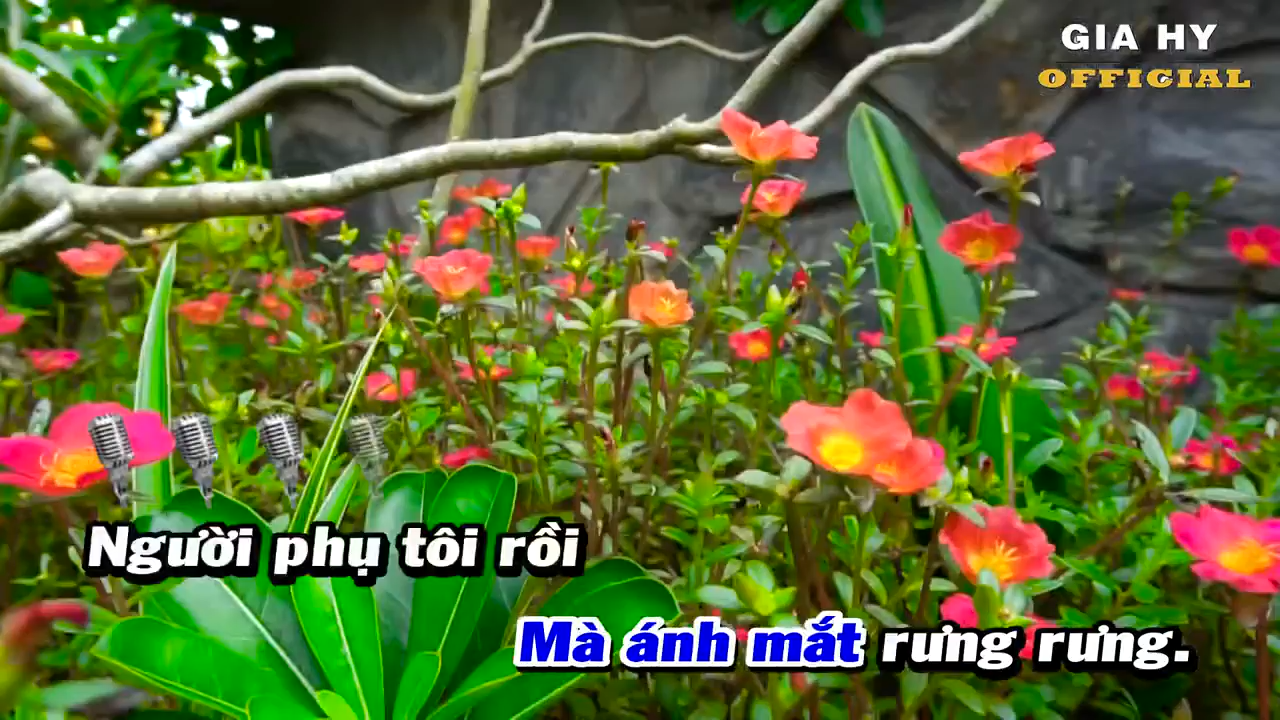 GIA HY
OFFICIAL
Người phụ tôi rồi
Mà ánh mắt rưng rưng.